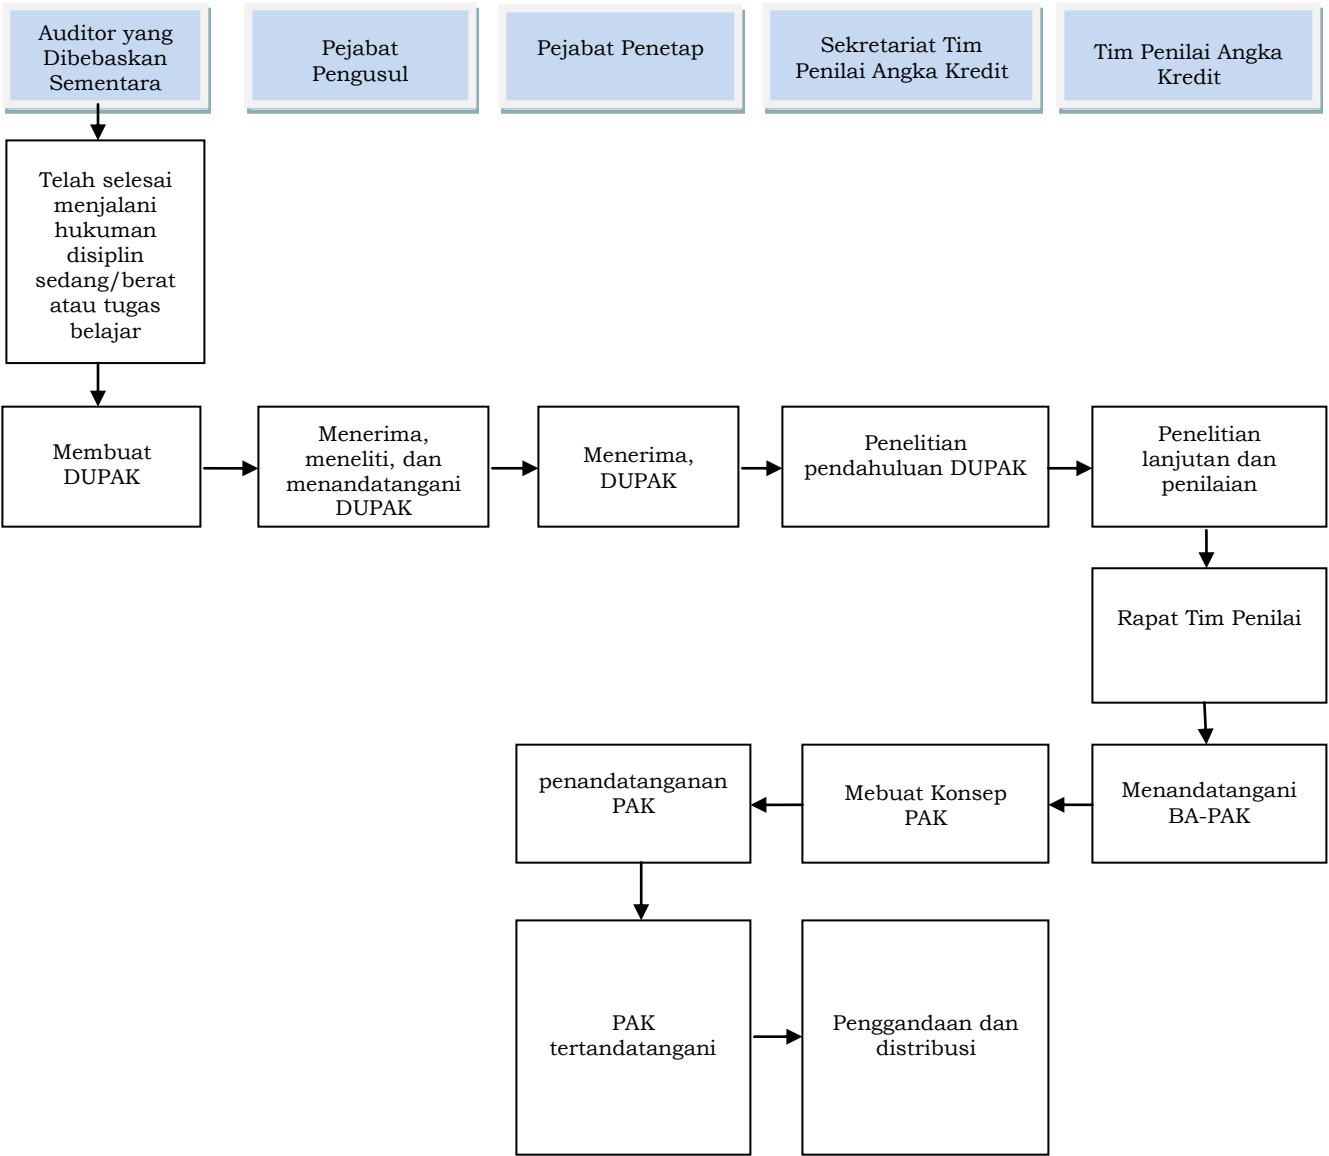 Auditor yang
Dibebaskan
Sementara
Pejabat
Pengusul
Pejabat Penetap
Sekretariat Tim
Penilai Angka Kredit
Tim Penilai Angka
Kredit
Telah selesai
menjalani
hukuman
disiplin
sedang/berat
atau tugas
belajar
Membuat
DUPAK
Menerima,
meneliti, dan
menandatangani
DUPAK
Menerima,
DUPAK
Penelitian
pendahuluan DUPAK
Penelitian
lanjutan dan
penilaian
Rapat Tim Penilai
penandatanganan
PAK
Mebuat Konsep
PAK
Menandatangani
BA-PAK
PAK
tertandatangani
Penggandaan dan
distribusi